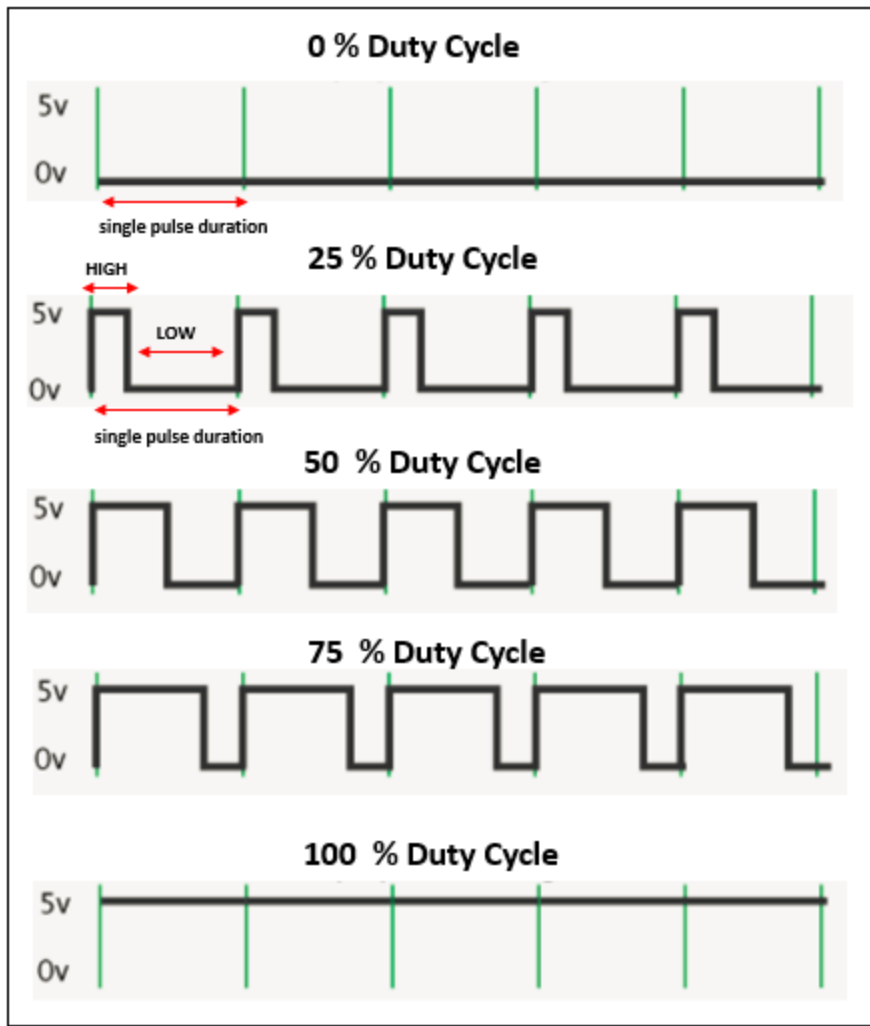 0 % Duty Cycle
5v
0v
single pulse duration
25 % Duty Cycle
HIGH
5v
LOW
0v
single pulse duration
50 % Duty Cycle
5v
0v
75 % Duty Cycle
5v
0v
100 % Duty Cycle
5v
0v